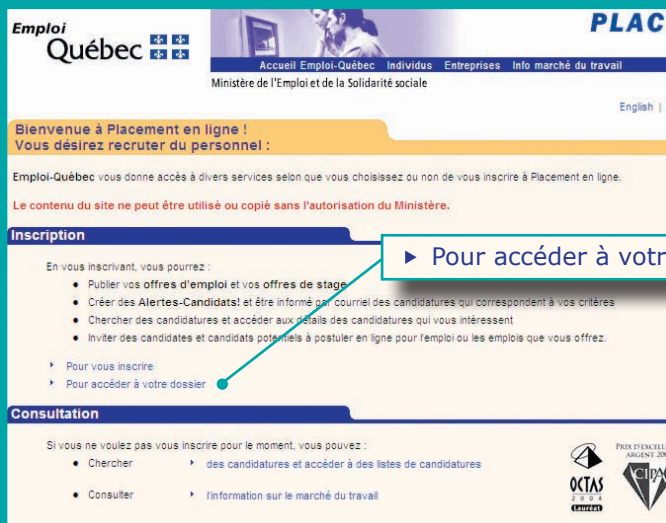 Emploi
Québec
PLAC
Accueil Emploi-Québec Individus Entreprises Info marché du travail
Ministère de l'Emploi et de la Solidarité sociale
English |
Bienvenue à Placement en ligne !
Vous désirez recruter du personnel :
Emploi-Québec vous donne accès à divers services selon que vous choisissez ou non de vous inscrire à Placement en ligne.
Le contenu du site ne peut être utilisé ou copié sans l'autorisation du Ministère.
Inscription
▸ Pour accéder à votr
En vous inscrivant, vous pourrez :
• Publier vos offres d'emploi et vos offres de stage
• Créer des Alertes-Candidats! et être informé par courriel des candidatures qui correspondent à vos critères
• Chercher des candidatures et accéder aux détails des candidatures qui vous intéressent
• Inviter des candidates et candidats potentiels à postuler en ligne pour l'emploi ou les emplois que vous offrez.
▸ Pour vous inscrire
▸ Pour accéder à votre dossier
Consultation
Si vous ne voulez pas vous inscrire pour le moment, vous pouvez :
• Chercher ▸ des candidatures et accéder à des listes de candidatures
• Consulter ▸ l'information sur le marché du travail
OCTAS
2004
Lauréat
PRIX D'EXCELL
ARGENT 200
CIPA